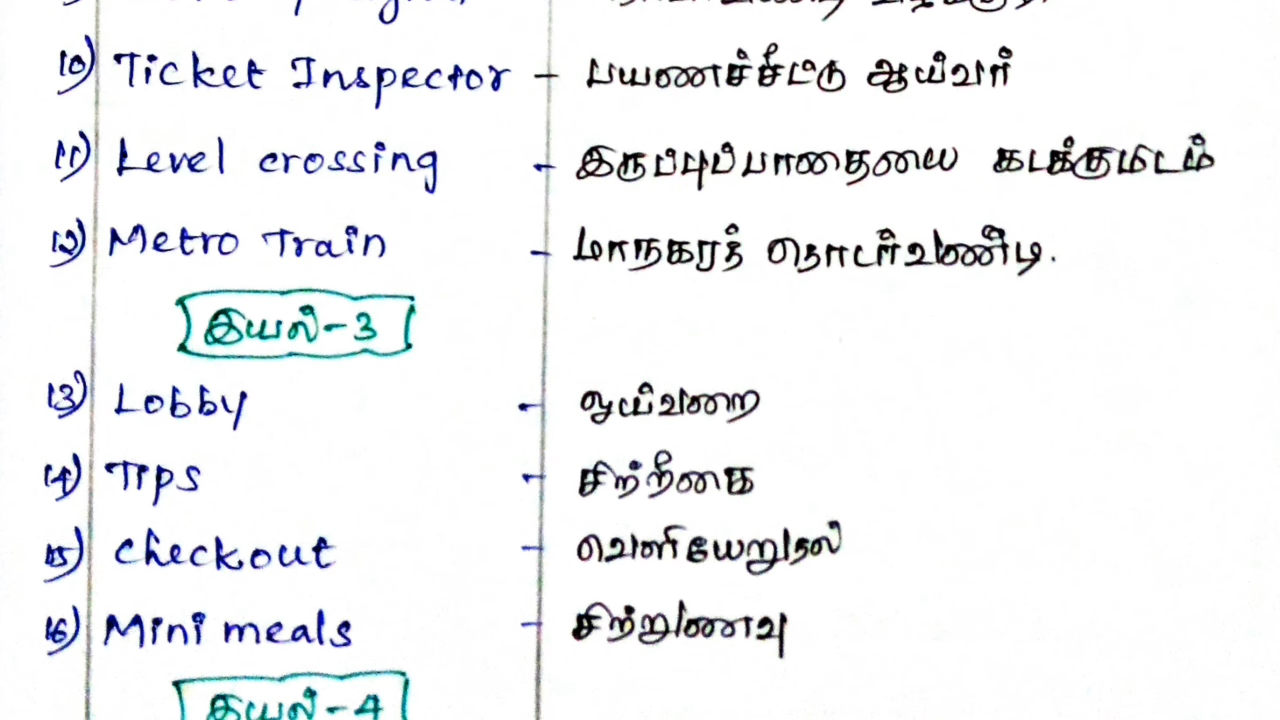 10) Ticket Inspector - பயணச்சீட்டு ஆய்வர்
11) Level crossing - இருப்புப்பாதையை கடக்குமிடம்
12) Metro Train - மாநகரத் தொடர்வண்டி.
இயல்-3
13) Lobby - ஓய்வறை
14) Tips - சிற்றீகை
15) Checkout - வெளியேறுதல்
16) Mini meals - சிற்றுணவு
இயல்-4